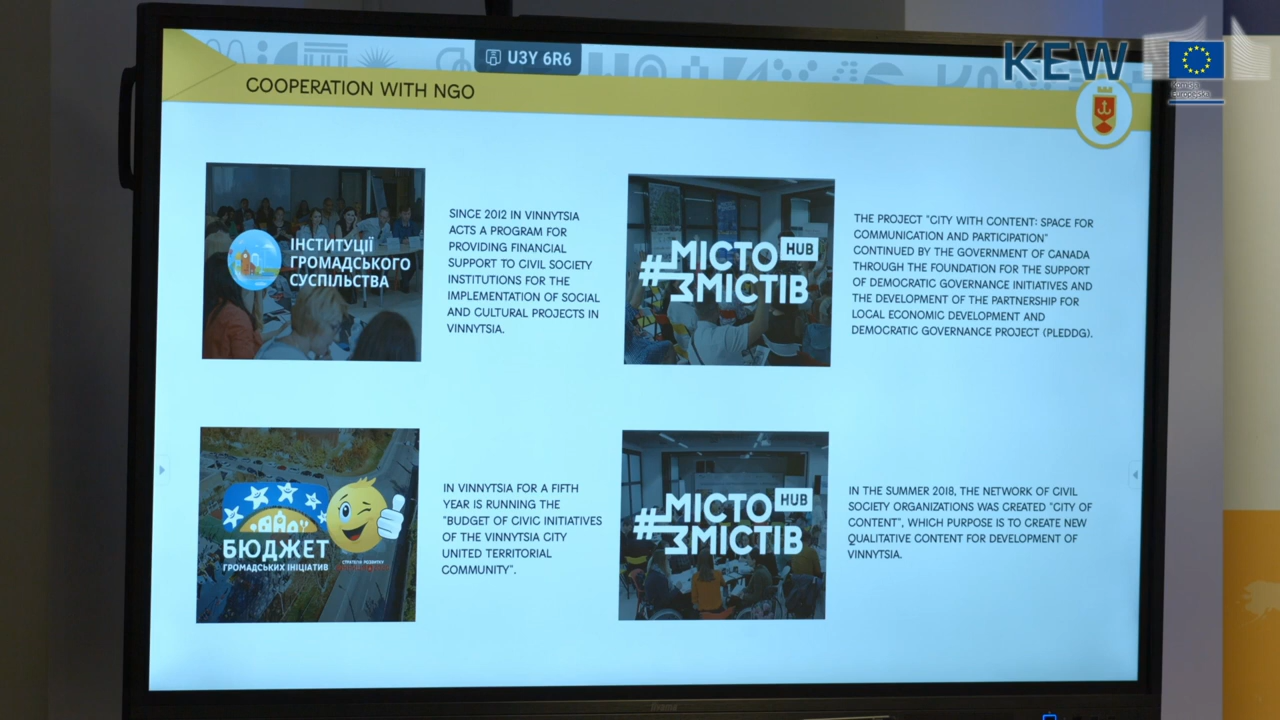 U3Y 6R6
KEW
Komisja
Europejska
COOPERATION WITH NGO
ІНСТИТУЦІЇ
ГРОМАДСЬКОГО
СУСПІЛЬСТВА
SINCE 2012 IN VINNYTSIA
ACTS A PROGRAM FOR
PROVIDING FINANCIAL
SUPPORT TO CIVIL SOCIETY
INSTITUTIONS FOR THE
IMPLEMENTATION OF SOCIAL
AND CULTURAL PROJECTS IN
VINNYTSIA.
#МІСТО HUB
ЗМІСТІВ
THE PROJECT "CITY WITH CONTENT: SPACE FOR
COMMUNICATION AND PARTICIPATION"
CONTINUED BY THE GOVERNMENT OF CANADA
THROUGH THE FOUNDATION FOR THE SUPPORT
OF DEMOCRATIC GOVERNANCE INITIATIVES AND
THE DEVELOPMENT OF THE PARTNERSHIP FOR
LOCAL ECONOMIC DEVELOPMENT AND
DEMOCRATIC GOVERNANCE PROJECT (PLEDDG).
БЮДЖЕТ
ГРОМАДСЬКИХ ІНІЦІАТИВ
СТРАТЕГІЯ РОЗВИТКУ
IN VINNYTSIA FOR A FIFTH
YEAR IS RUNNING THE
"BUDGET OF CIVIC INITIATIVES
OF THE VINNYTSIA CITY
UNITED TERRITORIAL
COMMUNITY".
#МІСТО HUB
ЗМІСТІВ
IN THE SUMMER 2018, THE NETWORK OF CIVIL
SOCIETY ORGANIZATIONS WAS CREATED "CITY OF
CONTENT", WHICH PURPOSE IS TO CREATE NEW
QUALITATIVE CONTENT FOR DEVELOPMENT OF
VINNYTSIA.